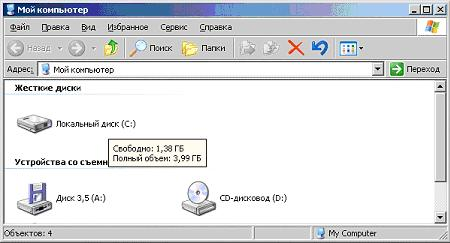 Мой компьютер
Файл Правка Вид Избранное Сервис Справка
Назад Поиск Папки
Адрес: Мой компьютер Переход
Жесткие диски
Локальный диск (C:)
Свободно: 1,38 ГБ
Полный объем: 3,99 ГБ
Устройства со съемн
Диск 3,5 (A:) CD-дисковод (D:)
Объектов: 4 My Computer